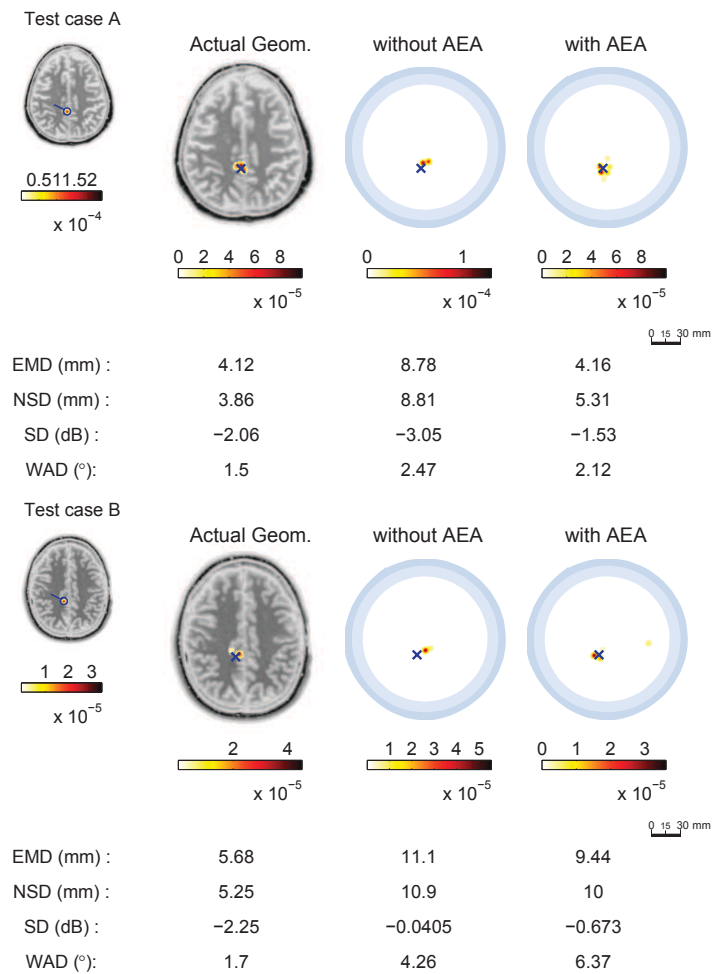 Test case A
Actual Geom. without AEA with AEA
0.511.52
x 10⁻⁴
0 2 4 6 8
x 10⁻⁵
0 1
x 10⁻⁴
0 2 4 6 8
x 10⁻⁵
0 15 30 mm
EMD (mm) : 4.12 8.78 4.16
NSD (mm) : 3.86 8.81 5.31
SD (dB) : −2.06 −3.05 −1.53
WAD (°): 1.5 2.47 2.12
Test case B
Actual Geom. without AEA with AEA
1 2 3
x 10⁻⁵
2 4
x 10⁻⁵
1 2 3 4 5
x 10⁻⁵
0 1 2 3
x 10⁻⁵
0 15 30 mm
EMD (mm) : 5.68 11.1 9.44
NSD (mm) : 5.25 10.9 10
SD (dB) : −2.25 −0.0405 −0.673
WAD (°): 1.7 4.26 6.37